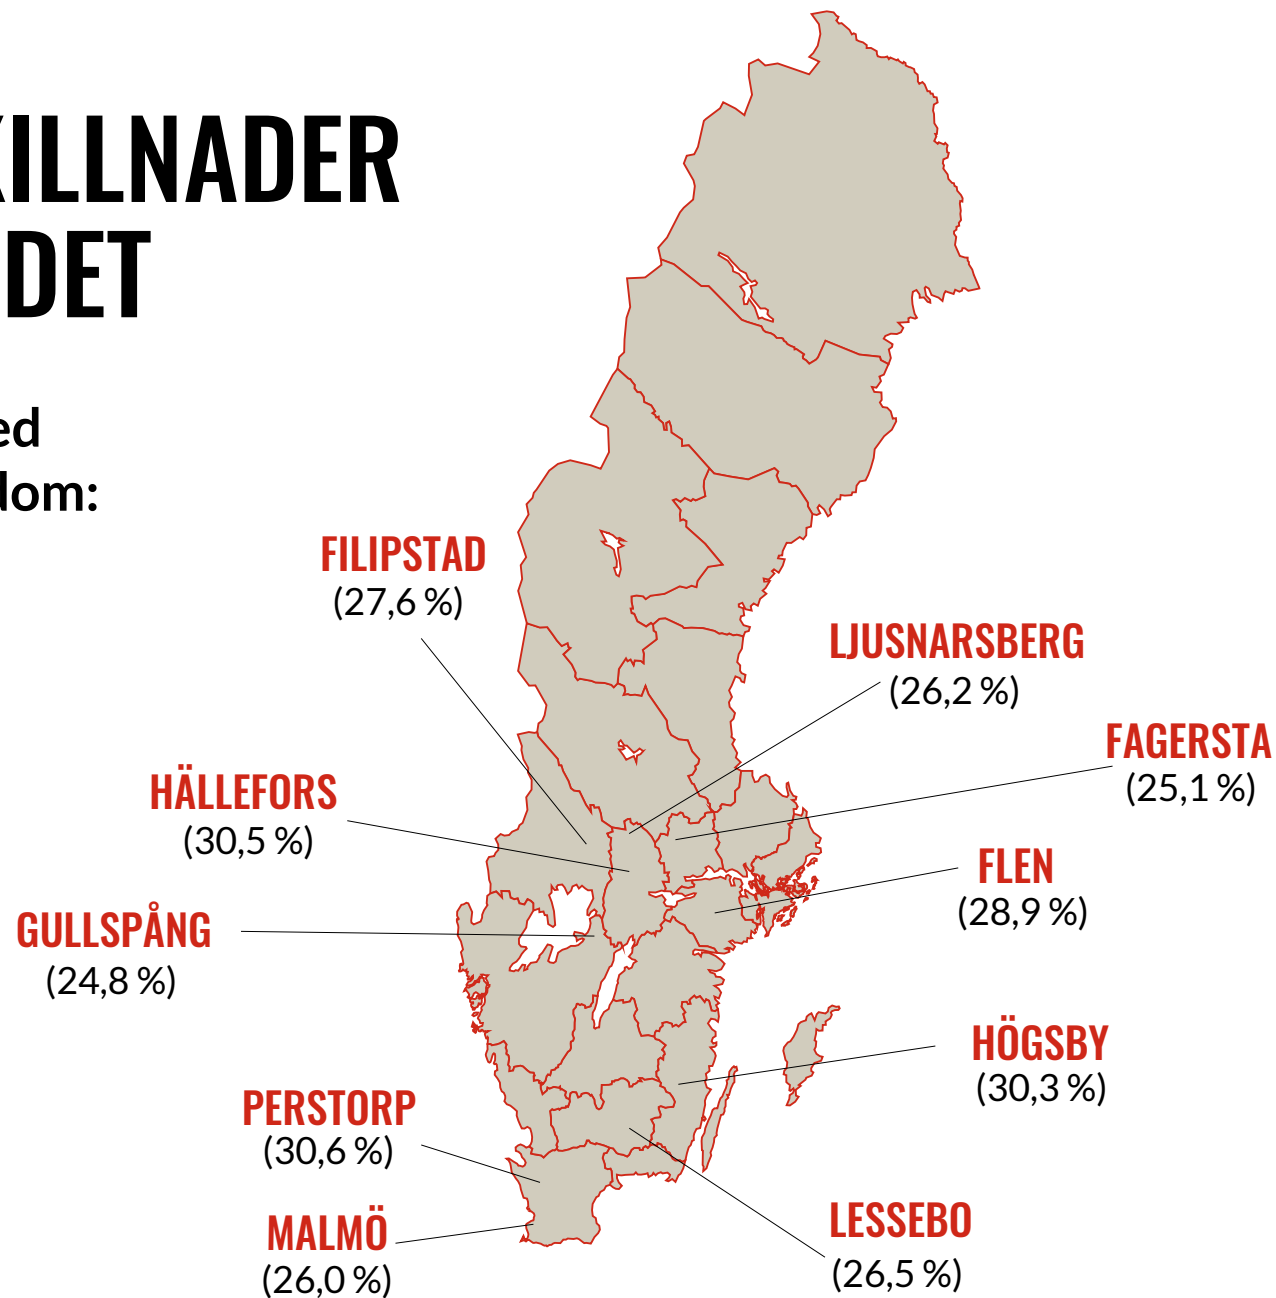 KILLNADER
DET
ed
dom:
FILIPSTAD
(27,6 %)
LJUSNARSBERG
(26,2 %)
FAGERSTA
(25,1 %)
HÄLLEFORS
(30,5 %)
FLEN
(28,9 %)
GULLSPÅNG
(24,8 %)
HÖGSBY
(30,3 %)
PERSTORP
(30,6 %)
LESSEBO
(26,5 %)
MALMÖ
(26,0 %)